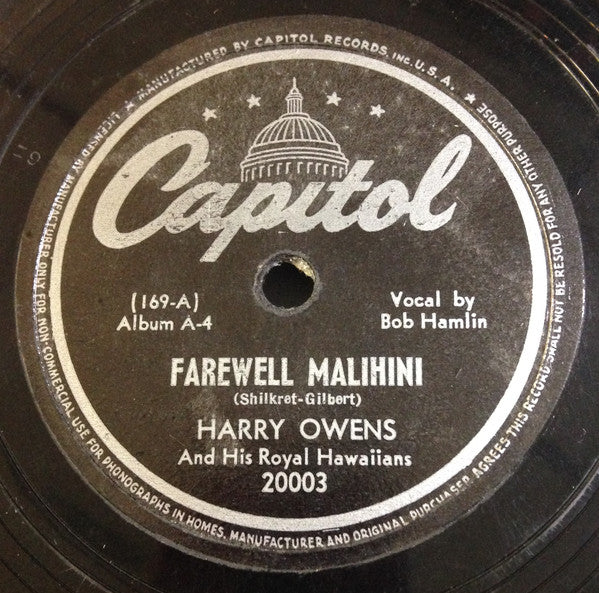 ★ MANUFACTURED BY CAPITOL RECORDS, INC. U.S.A. ★
LICENSED BY MANUFACTURER ONLY FOR NON-COMMERCIAL USE FOR PHONOGRAPHS IN HOMES. MANUFACTURER AND ORIGINAL PURCHASER AGREES THIS RECORD SHALL NOT BE RESOLD FOR ANY OTHER PURPOSE
Capitol
(169-A)
Album A-4
Vocal by
Bob Hamlin
FAREWELL MALIHINI
(Shilkret-Gilbert)
HARRY OWENS
And His Royal Hawaiians
20003